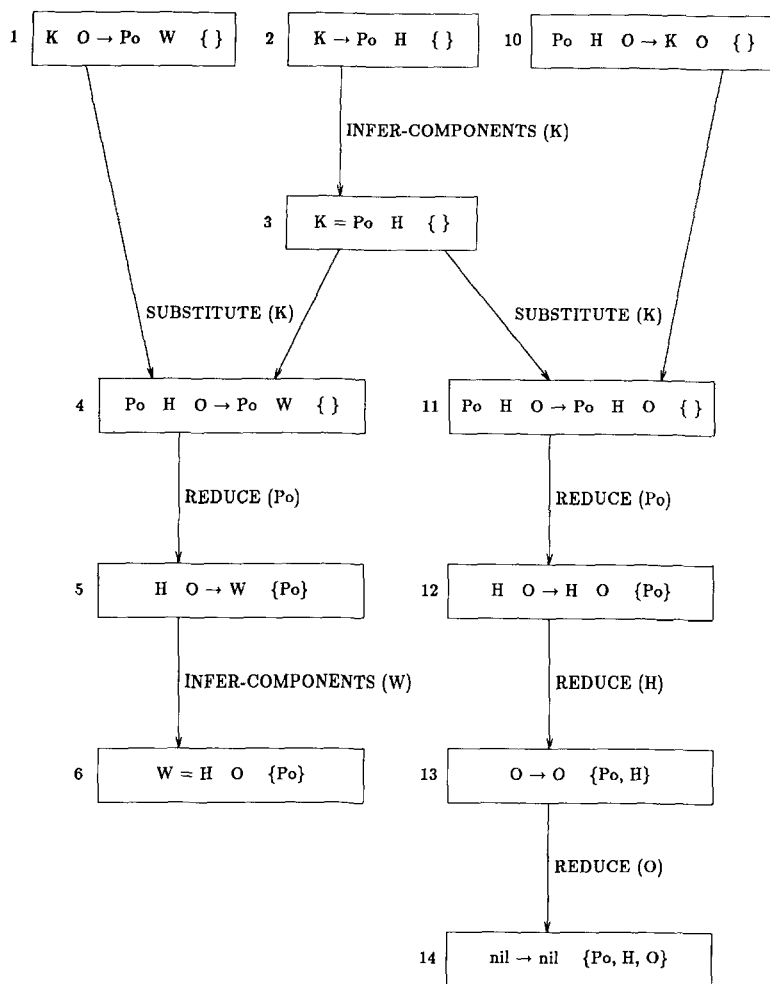 1 K O → Po W { }
2 K → Po H { }
10 Po H O → K O { }
INFER-COMPONENTS (K)
3 K = Po H { }
SUBSTITUTE (K)
SUBSTITUTE (K)
4 Po H O → Po W { }
11 Po H O → Po H O { }
REDUCE (Po)
REDUCE (Po)
5 H O → W {Po}
12 H O → H O {Po}
INFER-COMPONENTS (W)
REDUCE (H)
6 W = H O {Po}
13 O → O {Po, H}
REDUCE (O)
14 nil → nil {Po, H, O}